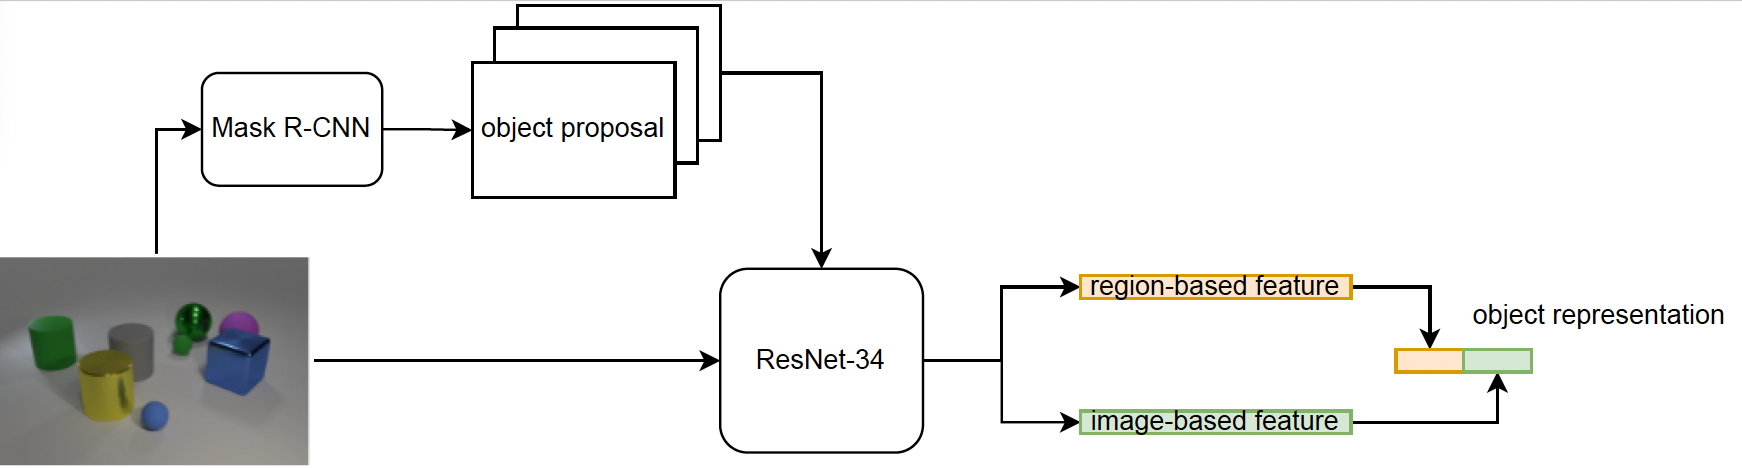 Mask R-CNN
object proposal
ResNet-34
region-based feature
image-based feature
object representation